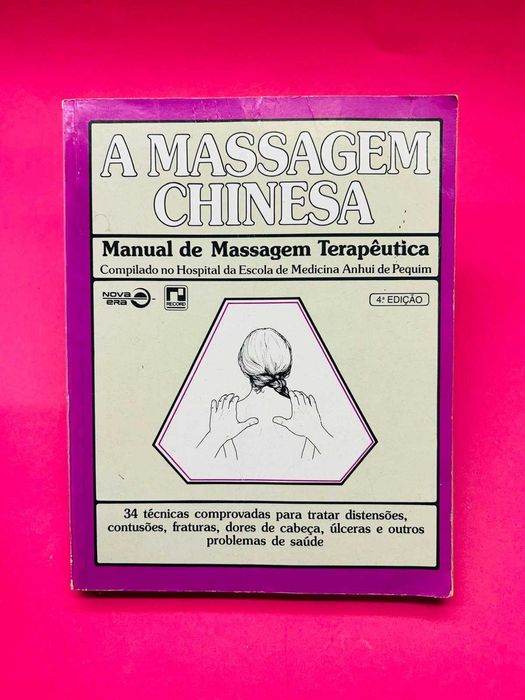 A MASSAGEM
CHINESA
Manual de Massagem Terapêutica
Compilado no Hospital da Escola de Medicina Anhui de Pequim
NOVA
ERA
RECORD
4ª EDIÇÃO
34 técnicas comprovadas para tratar distensões,
contusões, fraturas, dores de cabeça, úlceras e outros
problemas de saúde